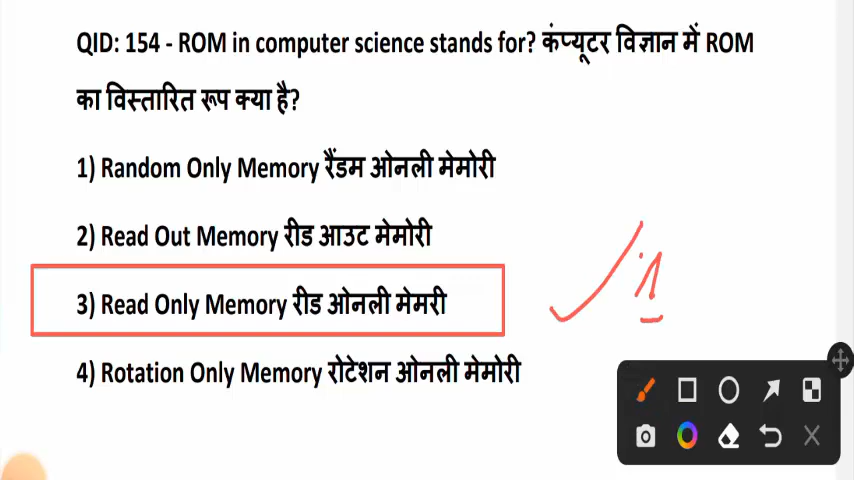 QID: 154 - ROM in computer science stands for? कंप्यूटर विज्ञान में ROM
का विस्तारित रूप क्या है?
1) Random Only Memory रैंडम ओनली मेमोरी
2) Read Out Memory रीड आउट मेमोरी
3) Read Only Memory रीड ओनली मेमरी
4) Rotation Only Memory रोटेशन ओनली मेमोरी